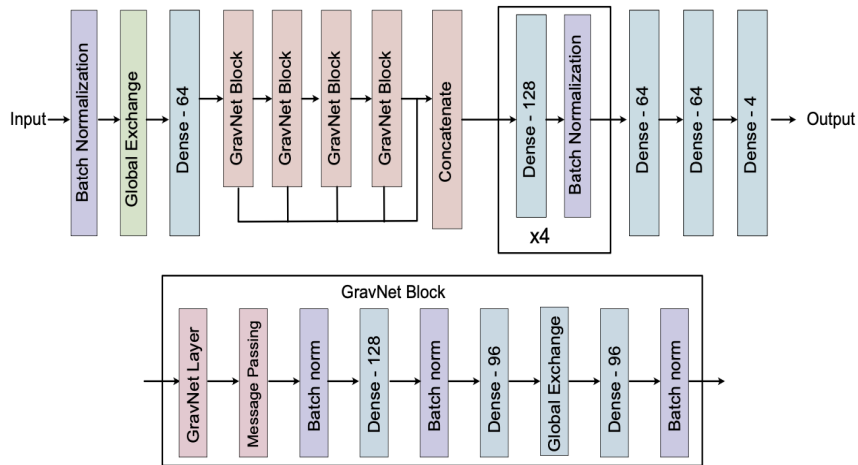 Input
Batch Normalization
Global Exchange
Dense - 64
GravNet Block
GravNet Block
GravNet Block
GravNet Block
Concatenate
Dense - 128
Batch Normalization
x4
Dense - 64
Dense - 64
Dense - 4
Output
GravNet Block
GravNet Layer
Message Passing
Batch norm
Dense - 128
Batch norm
Dense - 96
Global Exchange
Dense - 96
Batch norm